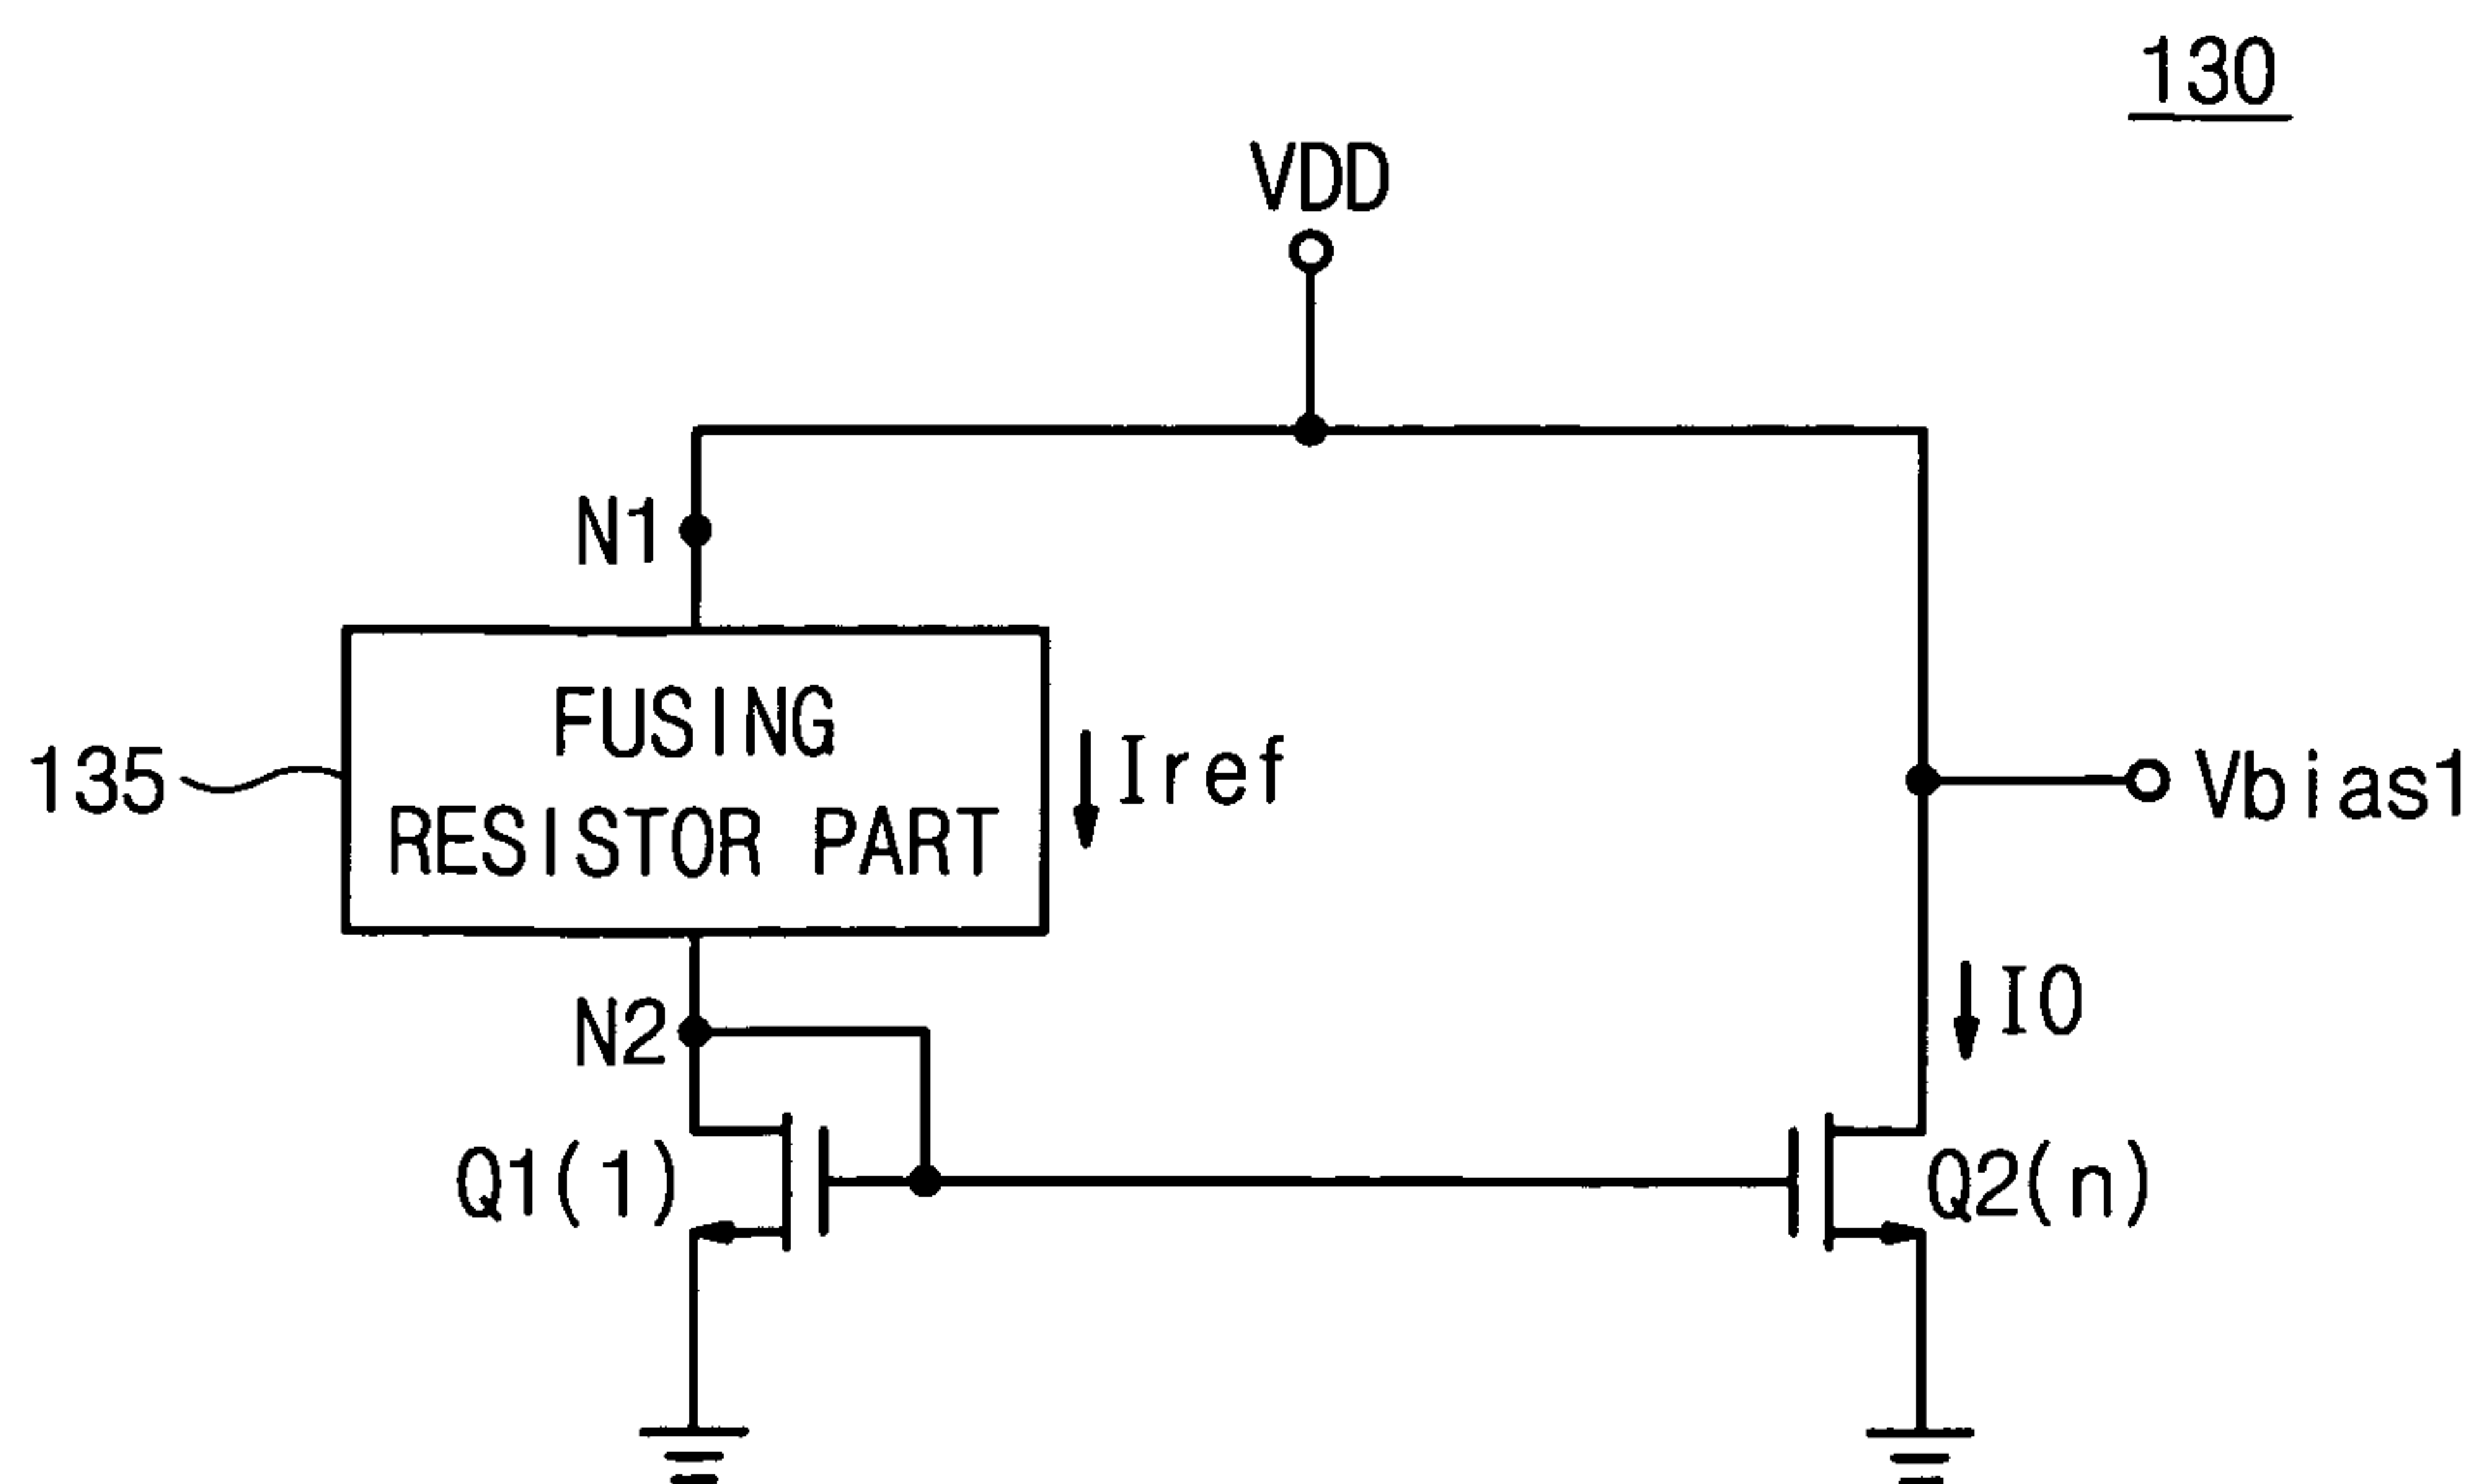 130
VDD
N1
FUSING
RESISTOR PART
135
Iref
Vbias1
N2
I0
Q1(1)
Q2(n)